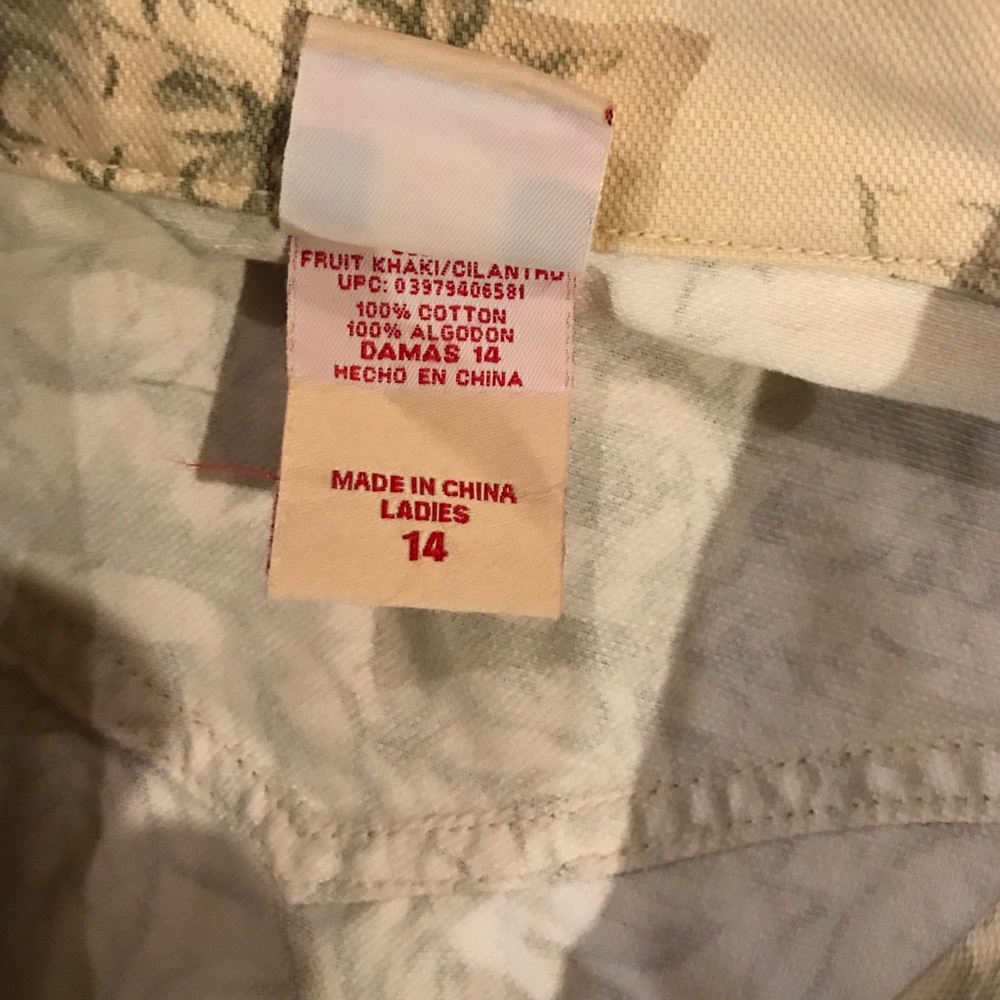 FRUIT KHAKI/CILANTRO
UPC: 03979406581
100% COTTON
100% ALGODON
DAMAS 14
HECHO EN CHINA
MADE IN CHINA
LADIES
14